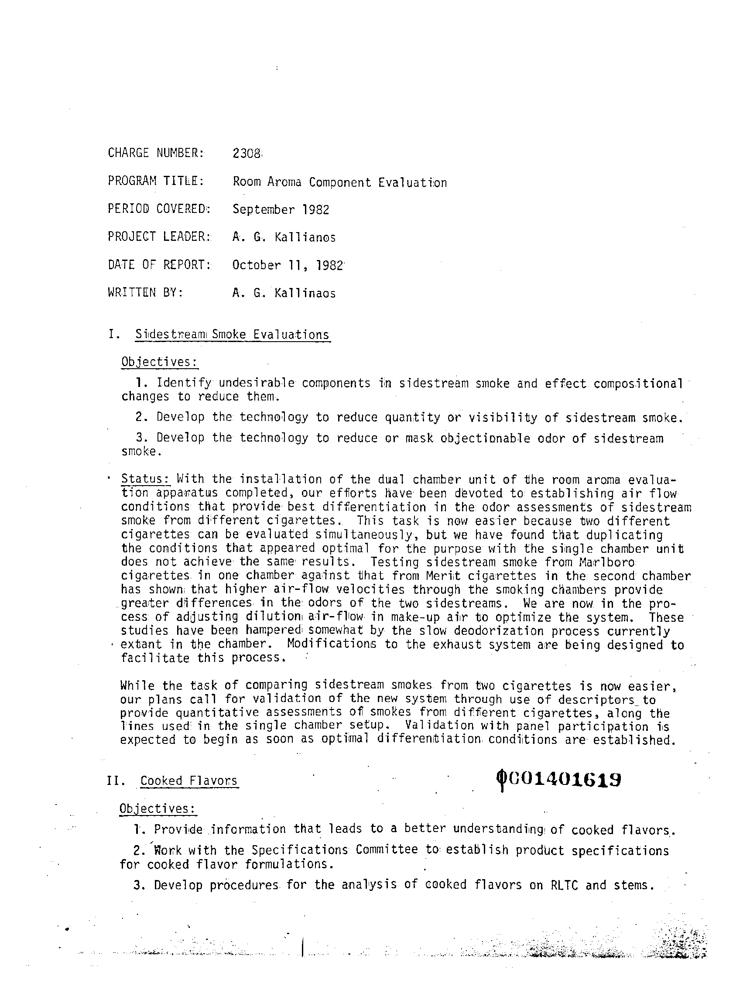 CHARGE NUMBER: 2308
PROGRAM TITLE: Room Aroma Component Evaluation
PERIOD COVERED: September 1982
PROJECT LEADER: A. G. Kallianos
DATE OF REPORT: October 11, 1982
WRITTEN BY: A. G. Kallinaos
I. Sidestream Smoke Evaluations
Objectives:
1. Identify undesirable components in sidestream smoke and effect compositional
changes to reduce them.
2. Develop the technology to reduce quantity or visibility of sidestream smoke.
3. Develop the technology to reduce or mask objectionable odor of sidestream
smoke.
Status: With the installation of the dual chamber unit of the room aroma evalua-
tion apparatus completed, our efforts have been devoted to establishing air flow
conditions that provide best differentiation in the odor assessments of sidestream
smoke from different cigarettes. This task is now easier because two different
cigarettes can be evaluated simultaneously, but we have found that duplicating
the conditions that appeared optimal for the purpose with the single chamber unit
does not achieve the same results. Testing sidestream smoke from Marlboro
cigarettes in one chamber against that from Merit cigarettes in the second chamber
has shown that higher air-flow velocities through the smoking chambers provide
greater differences in the odors of the two sidestreams. We are now in the pro-
cess of adjusting dilution air-flow in make-up air to optimize the system. These
studies have been hampered somewhat by the slow deodorization process currently
extant in the chamber. Modifications to the exhaust system are being designed to
facilitate this process.
While the task of comparing sidestream smokes from two cigarettes is now easier,
our plans call for validation of the new system through use of descriptors to
provide quantitative assessments of smokes from different cigarettes, along the
lines used in the single chamber setup. Validation with panel participation is
expected to begin as soon as optimal differentiation conditions are established.
II. Cooked Flavors
001401619
Objectives:
1. Provide information that leads to a better understanding of cooked flavors.
2. Work with the Specifications Committee to establish product specifications
for cooked flavor formulations.
3. Develop procedures for the analysis of cooked flavors on RLTC and stems.